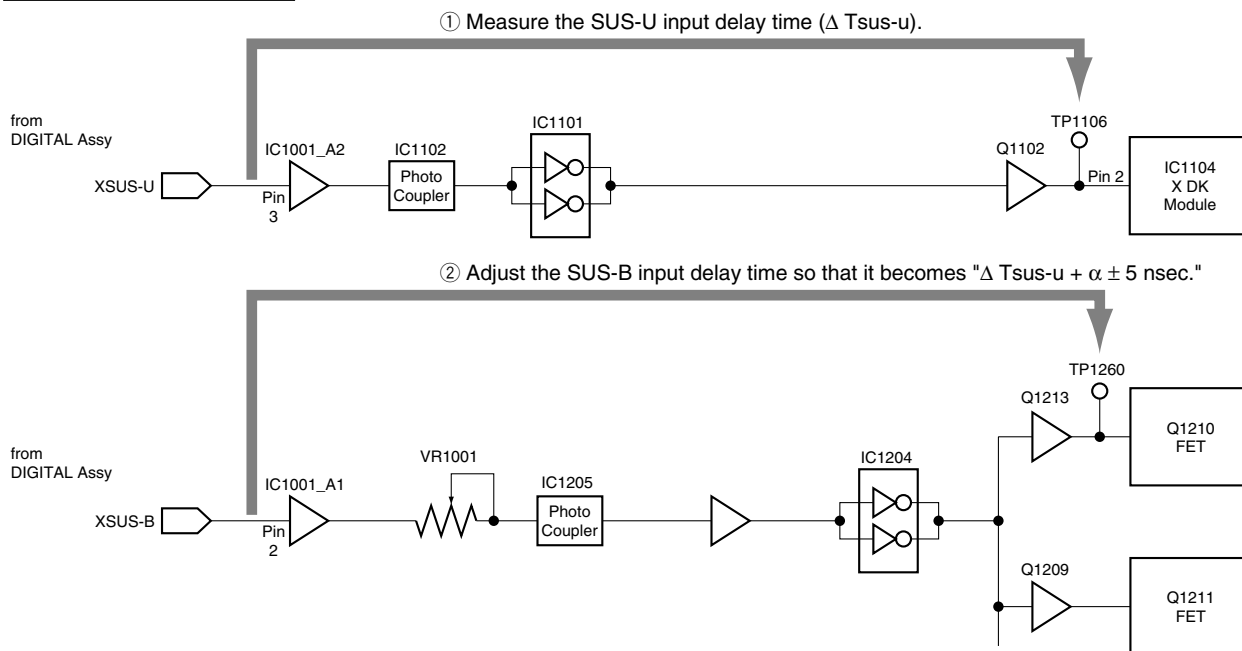 ① Measure the SUS-U input delay time (Δ Tsus-u).
from
DIGITAL Assy
XSUS-U
Pin
3
IC1001_A2
IC1102
Photo
Coupler
IC1101
Q1102
TP1106
Pin 2
IC1104
X DK
Module
② Adjust the SUS-B input delay time so that it becomes "Δ Tsus-u + α ± 5 nsec."
from
DIGITAL Assy
XSUS-B
Pin
2
IC1001_A1
VR1001
IC1205
Photo
Coupler
IC1204
Q1213
TP1260
Q1210
FET
Q1209
Q1211
FET